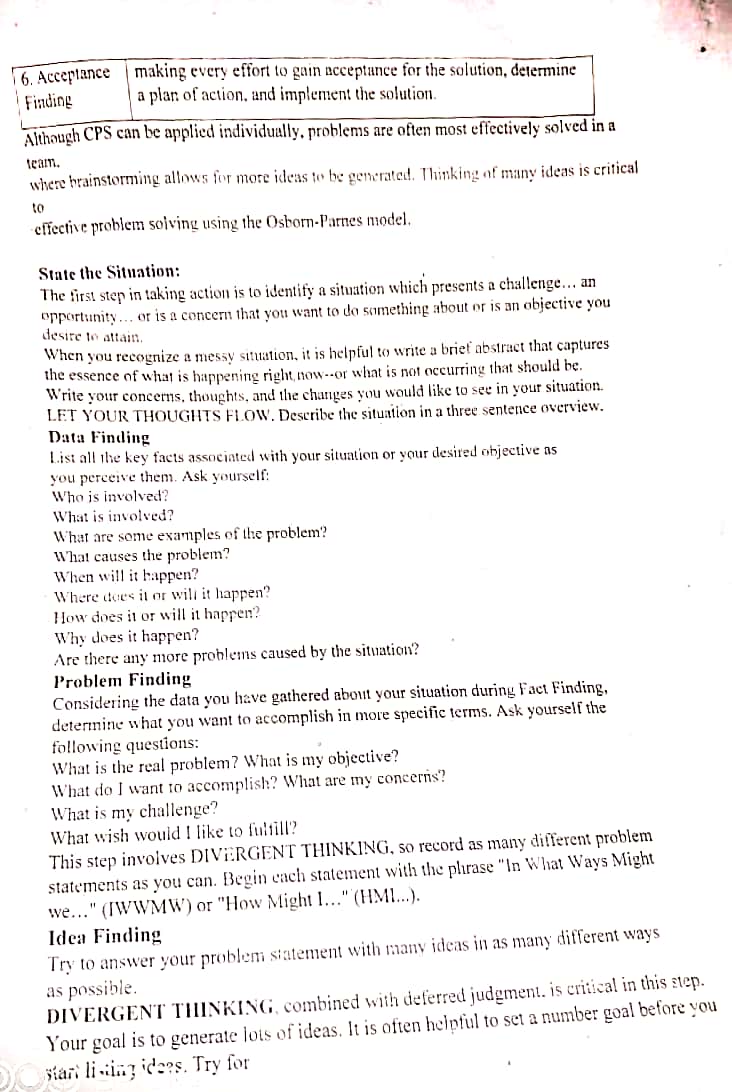 6. Acceptance Finding
making every effort to gain acceptance for the solution, determine
a plan of action, and implement the solution.
Although CPS can be applied individually, problems are often most effectively solved in a
team,
where brainstorming allows for more ideas to be generated. Thinking of many ideas is critical
to
effective problem solving using the Osborn-Parnes model.
State the Situation:
The first step in taking action is to identify a situation which presents a challenge... an
opportunity... or is a concern that you want to do something about or is an objective you
desire to attain.
When you recognize a messy situation, it is helpful to write a brief abstract that captures
the essence of what is happening right now--or what is not occurring that should be.
Write your concerns, thoughts, and the changes you would like to see in your situation.
LET YOUR THOUGHTS FLOW. Describe the situation in a three sentence overview.
Data Finding
List all the key facts associated with your situation or your desired objective as
you perceive them. Ask yourself:
Who is involved?
What is involved?
What are some examples of the problem?
What causes the problem?
When will it happen?
Where does it or will it happen?
How does it or will it happen?
Why does it happen?
Are there any more problems caused by the situation?
Problem Finding
Considering the data you have gathered about your situation during Fact Finding,
determine what you want to accomplish in more specific terms. Ask yourself the
following questions:
What is the real problem? What is my objective?
What do I want to accomplish? What are my concerns?
What is my challenge?
What wish would I like to fulfill?
This step involves DIVERGENT THINKING, so record as many different problem
statements as you can. Begin each statement with the phrase "In What Ways Might
we..." (IWWMW) or "How Might I..." (HMI...).
Idea Finding
Try to answer your problem statement with many ideas in as many different ways
as possible.
DIVERGENT THINKING, combined with deferred judgment, is critical in this step.
Your goal is to generate lots of ideas. It is often helpful to set a number goal before you
start listing ideas. Try for